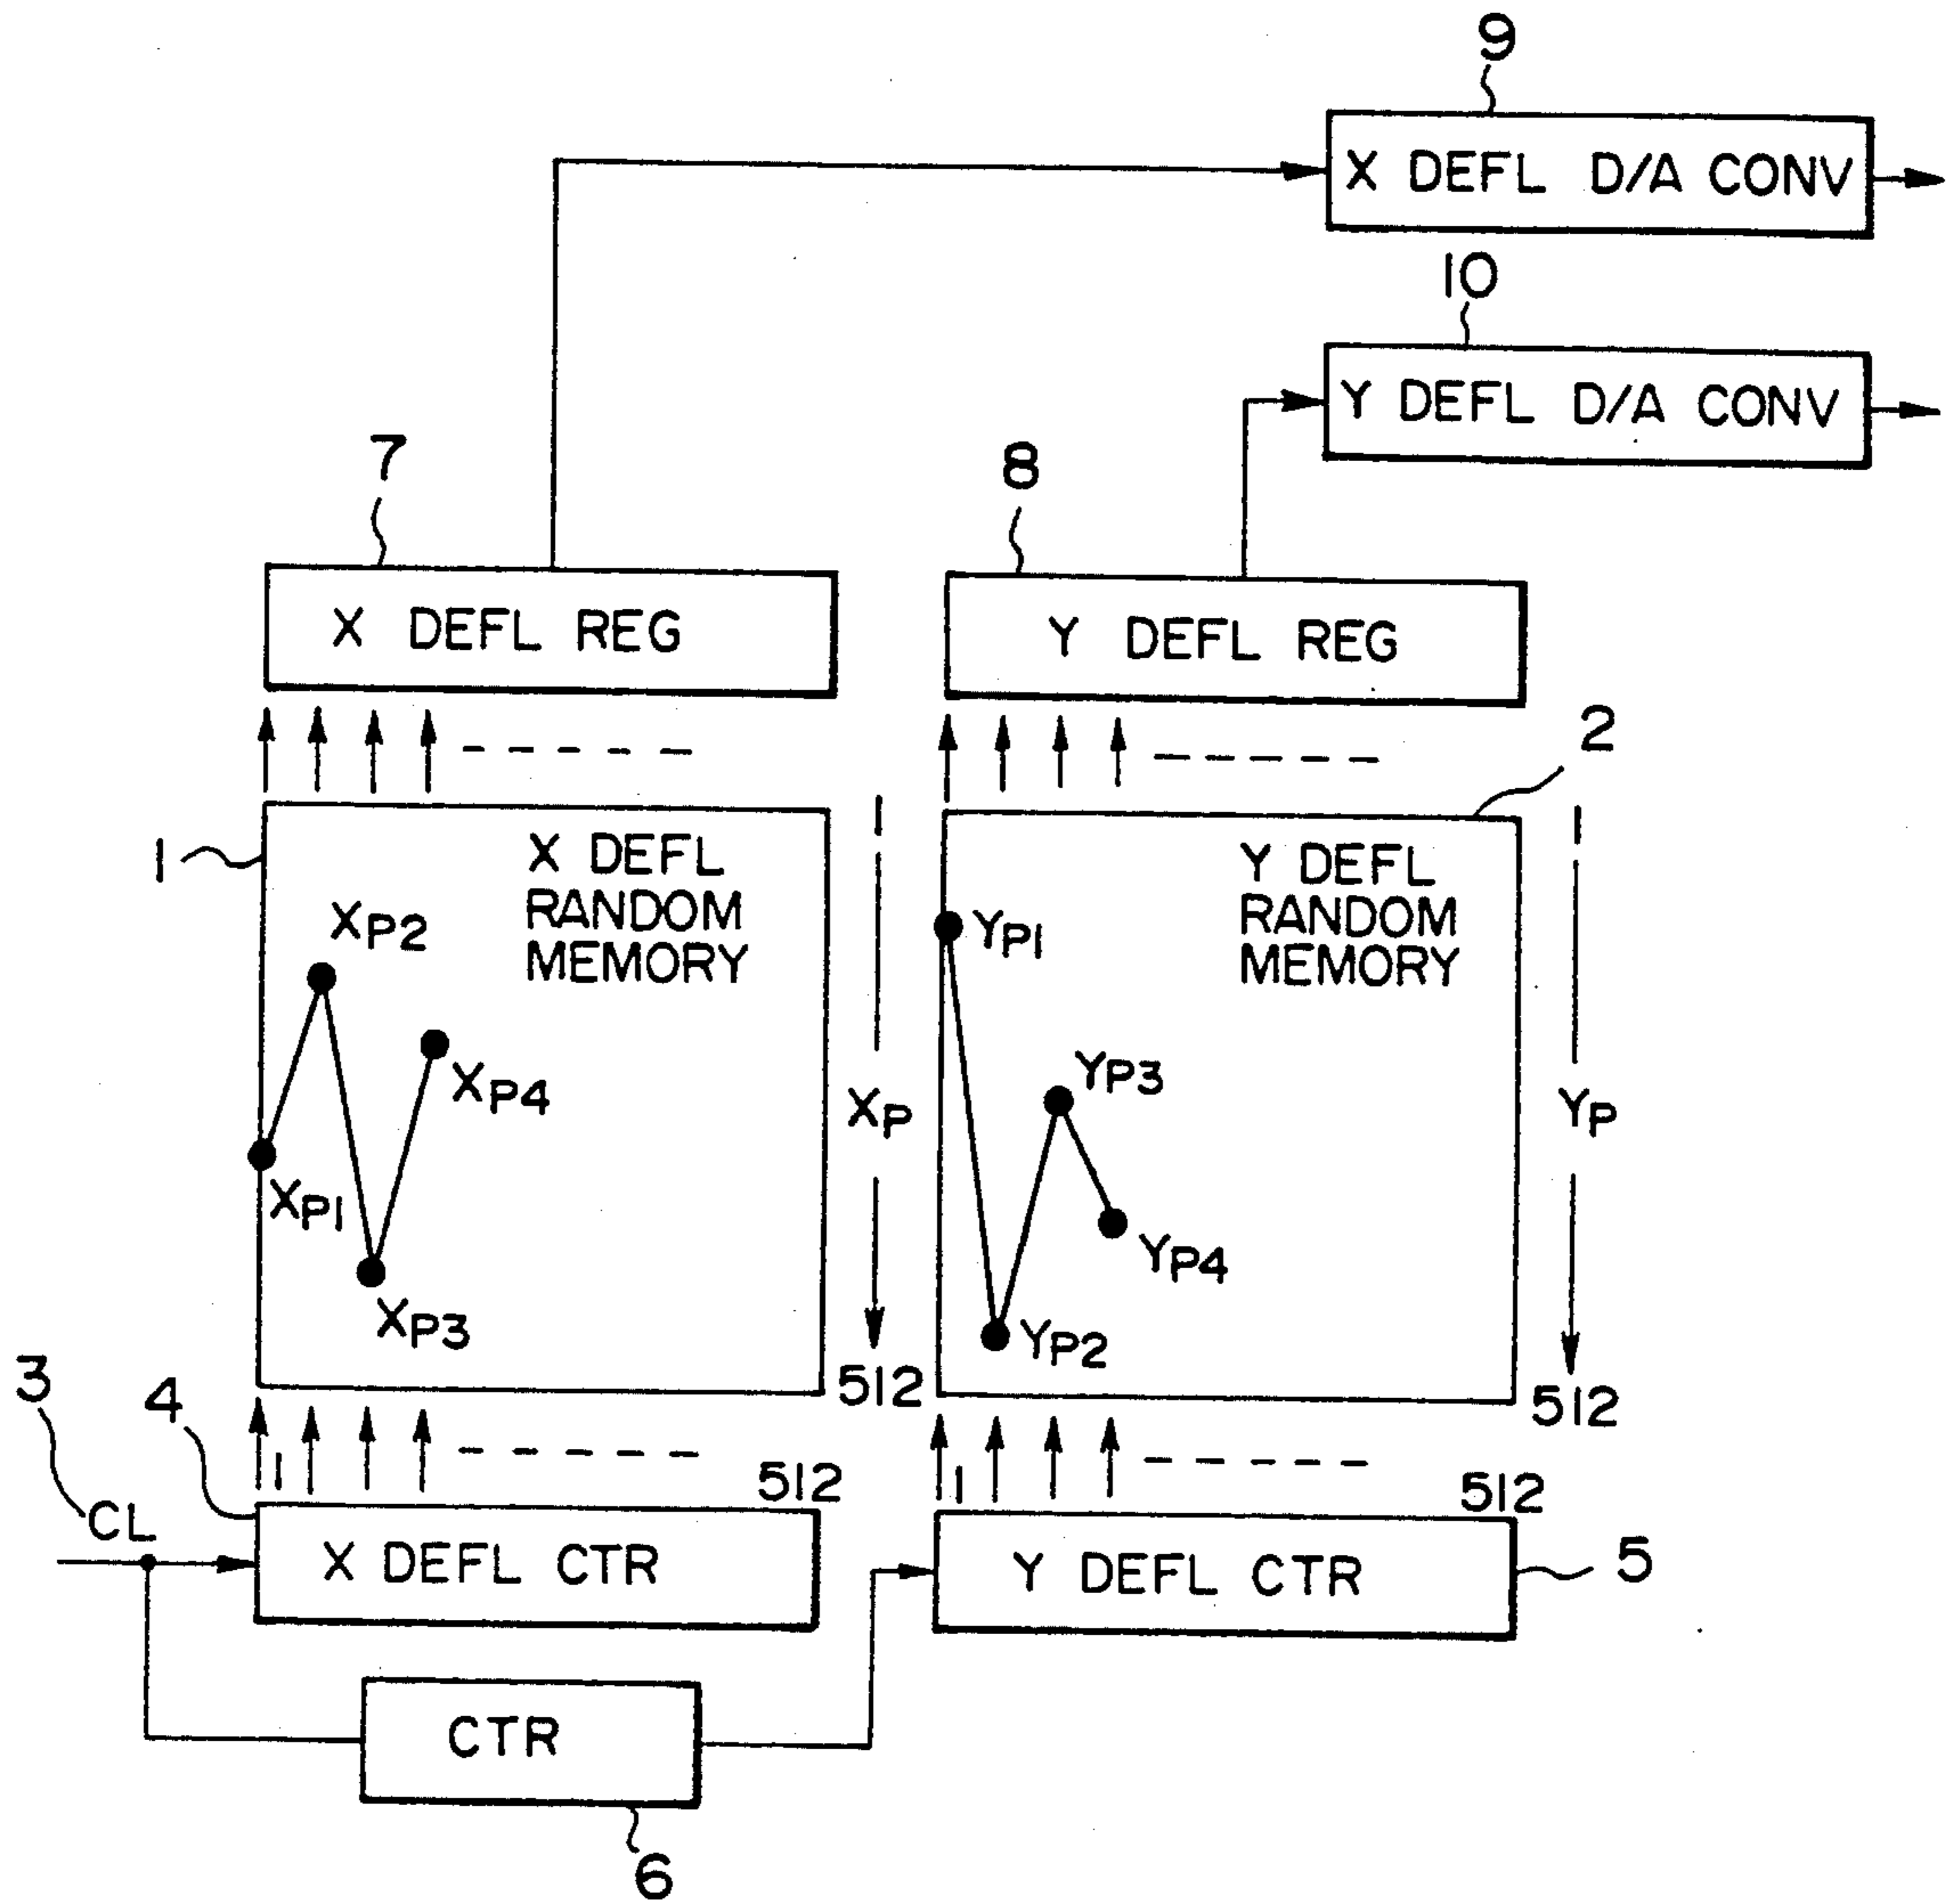 9
X DEFL D/A CONV
10
Y DEFL D/A CONV
7
8
X DEFL REG
Y DEFL REG
2
1
1
1
X DEFL
RANDOM
MEMORY
Y DEFL
RANDOM
MEMORY
XP2
YP1
XP4
YP3
XP
YP
XP1
YP4
XP3
YP2
512
512
3
4
1
512
1
512
CL
X DEFL CTR
Y DEFL CTR
5
CTR
6